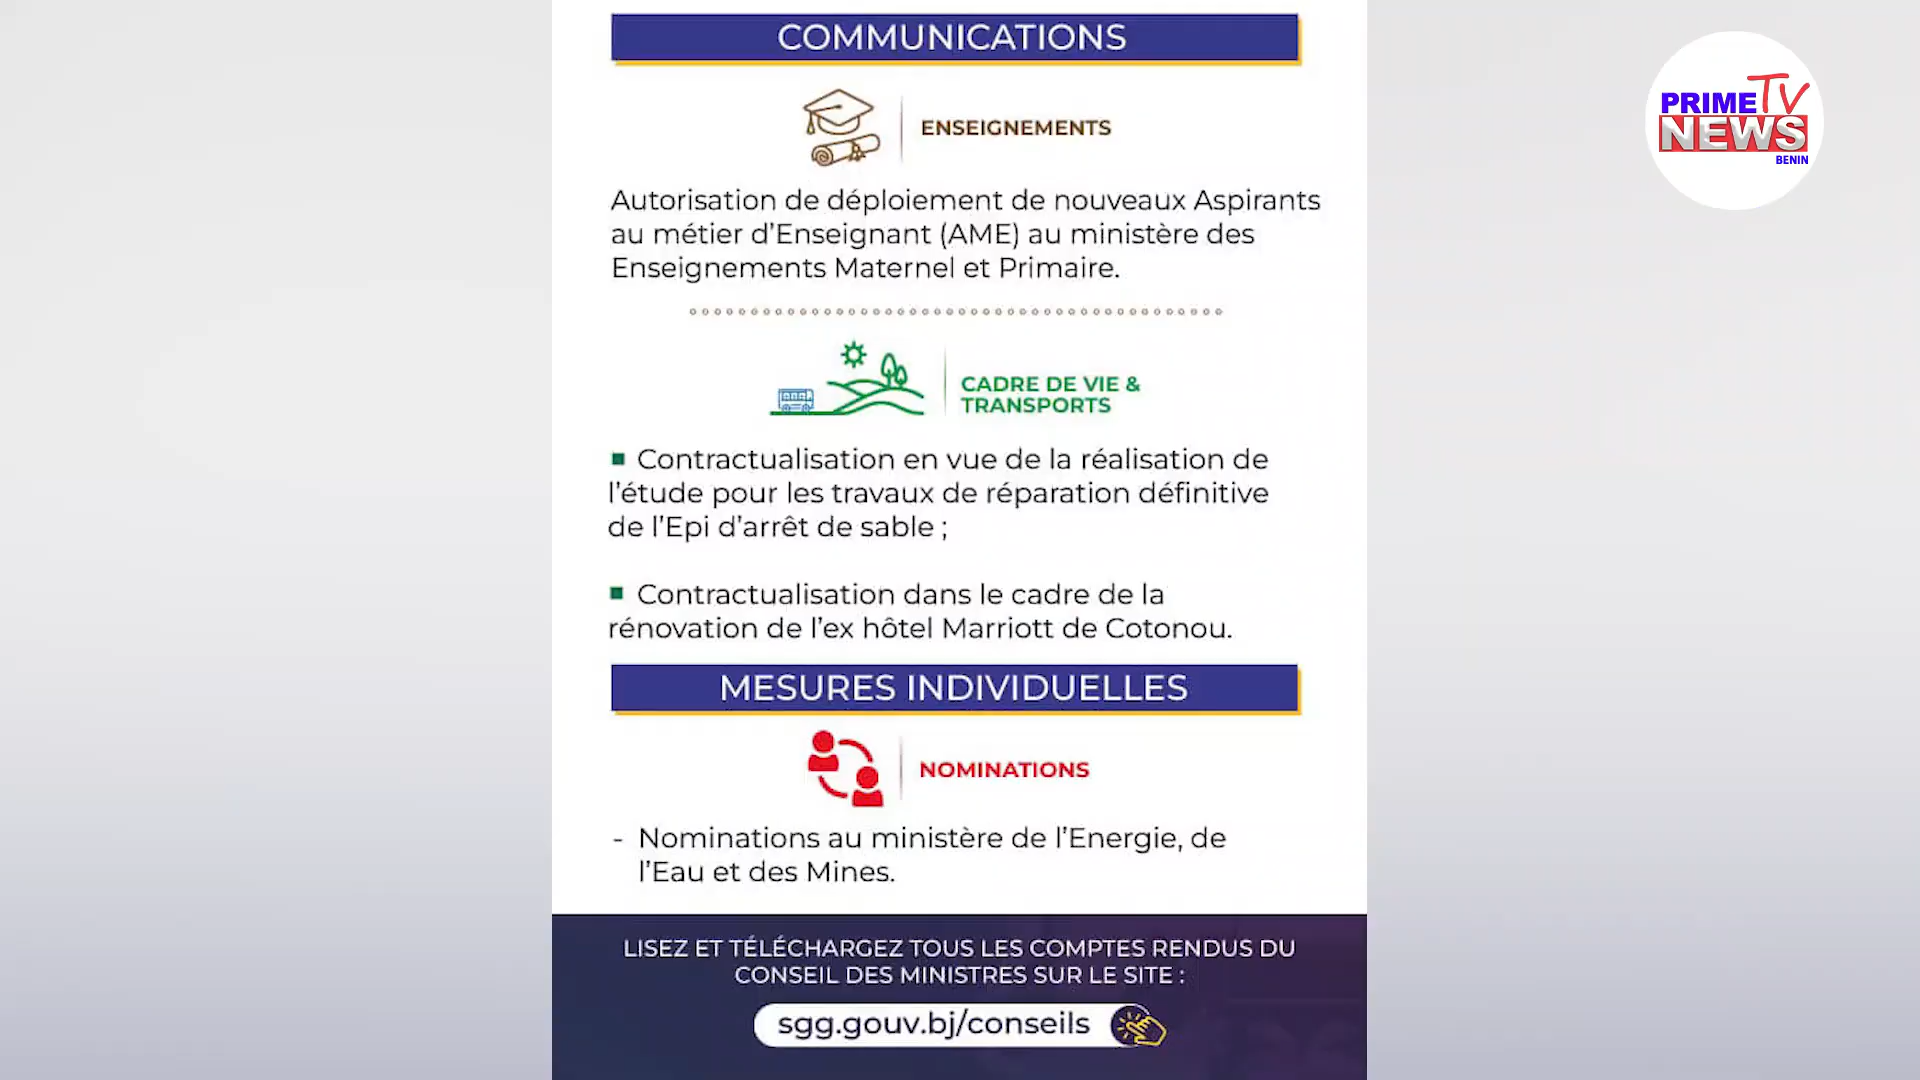 COMMUNICATIONS
ENSEIGNEMENTS
Autorisation de déploiement de nouveaux Aspirants
au métier d'Enseignant (AME) au ministère des
Enseignements Maternel et Primaire.
CADRE DE VIE &
TRANSPORTS
■ Contractualisation en vue de la réalisation de
l'étude pour les travaux de réparation définitive
de l'Epi d'arrêt de sable ;
■ Contractualisation dans le cadre de la
rénovation de l'ex hôtel Marriott de Cotonou.
MESURES INDIVIDUELLES
NOMINATIONS
- Nominations au ministère de l'Energie, de
l'Eau et des Mines.
LISEZ ET TÉLÉCHARGEZ TOUS LES COMPTES RENDUS DU
CONSEIL DES MINISTRES SUR LE SITE :
sgg.gouv.bj/conseils
PRIME TV
NEWS
BENIN